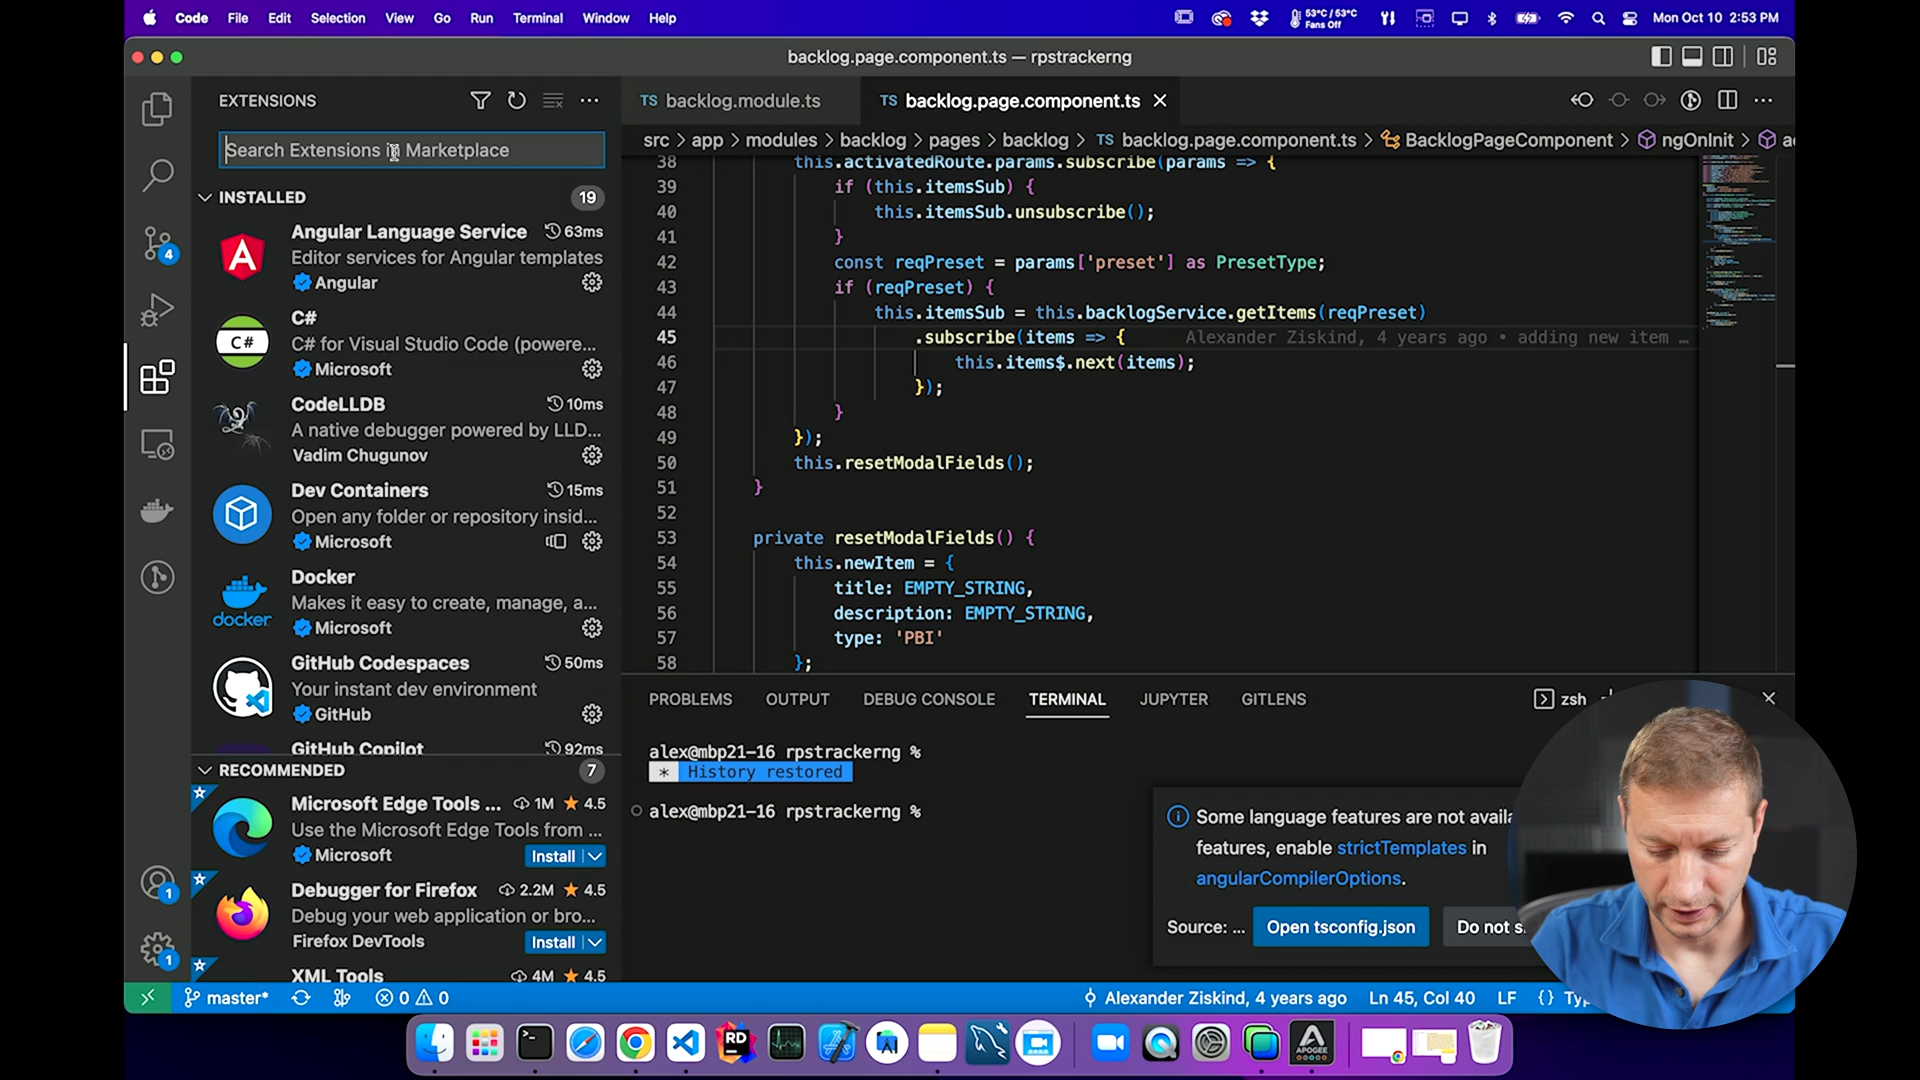 Code File Edit Selection View Go Run Terminal Window Help
53°C / 53°C
Fans Off
Mon Oct 10 2:53 PM
backlog.page.component.ts — rpstrackerng
EXTENSIONS
Search Extensions in Marketplace
INSTALLED 19
Angular Language Service 63ms
Editor services for Angular templates
Angular
C#
C#
C# for Visual Studio Code (powere...
Microsoft
CodeLLDB 10ms
A native debugger powered by LLD...
Vadim Chugunov
Dev Containers 15ms
Open any folder or repository insid...
Microsoft
Docker
Makes it easy to create, manage, a...
docker
Microsoft
GitHub Codespaces 50ms
Your instant dev environment
GitHub
GitHub Copilot 92ms
RECOMMENDED 7
Microsoft Edge Tools ... 1M 4.5
Use the Microsoft Edge Tools from ...
Microsoft Install
Debugger for Firefox 2.2M 4.5
Debug your web application or bro...
Firefox DevTools Install
XML Tools 4M 4.5
4
1
1
TS backlog.module.ts
TS backlog.page.component.ts
src > app > modules > backlog > pages > backlog > TS backlog.page.component.ts > BacklogPageComponent > ngOnInit >
38 this.activatedRoute.params.subscribe(params => {
39 if (this.itemsSub) {
40 this.itemsSub.unsubscribe();
41 }
42 const reqPreset = params['preset'] as PresetType;
43 if (reqPreset) {
44 this.itemsSub = this.backlogService.getItems(reqPreset)
45 .subscribe(items => { Alexander Ziskind, 4 years ago • adding new item …
46 this.items$.next(items);
47 });
48 }
49 });
50 this.resetModalFields();
51 }
52
53 private resetModalFields() {
54 this.newItem = {
55 title: EMPTY_STRING,
56 description: EMPTY_STRING,
57 type: 'PBI'
58 };
PROBLEMS OUTPUT DEBUG CONSOLE TERMINAL JUPYTER GITLENS
zsh
alex@mbp21-16 rpstrackerng %
* History restored
alex@mbp21-16 rpstrackerng %
Some language features are not
features, enable strictTemplates in
angularCompilerOptions.
Source: ... Open tsconfig.json Do not
master* 0 0
Alexander Ziskind, 4 years ago Ln 45, Col 40 LF {}
RD
APOGEE